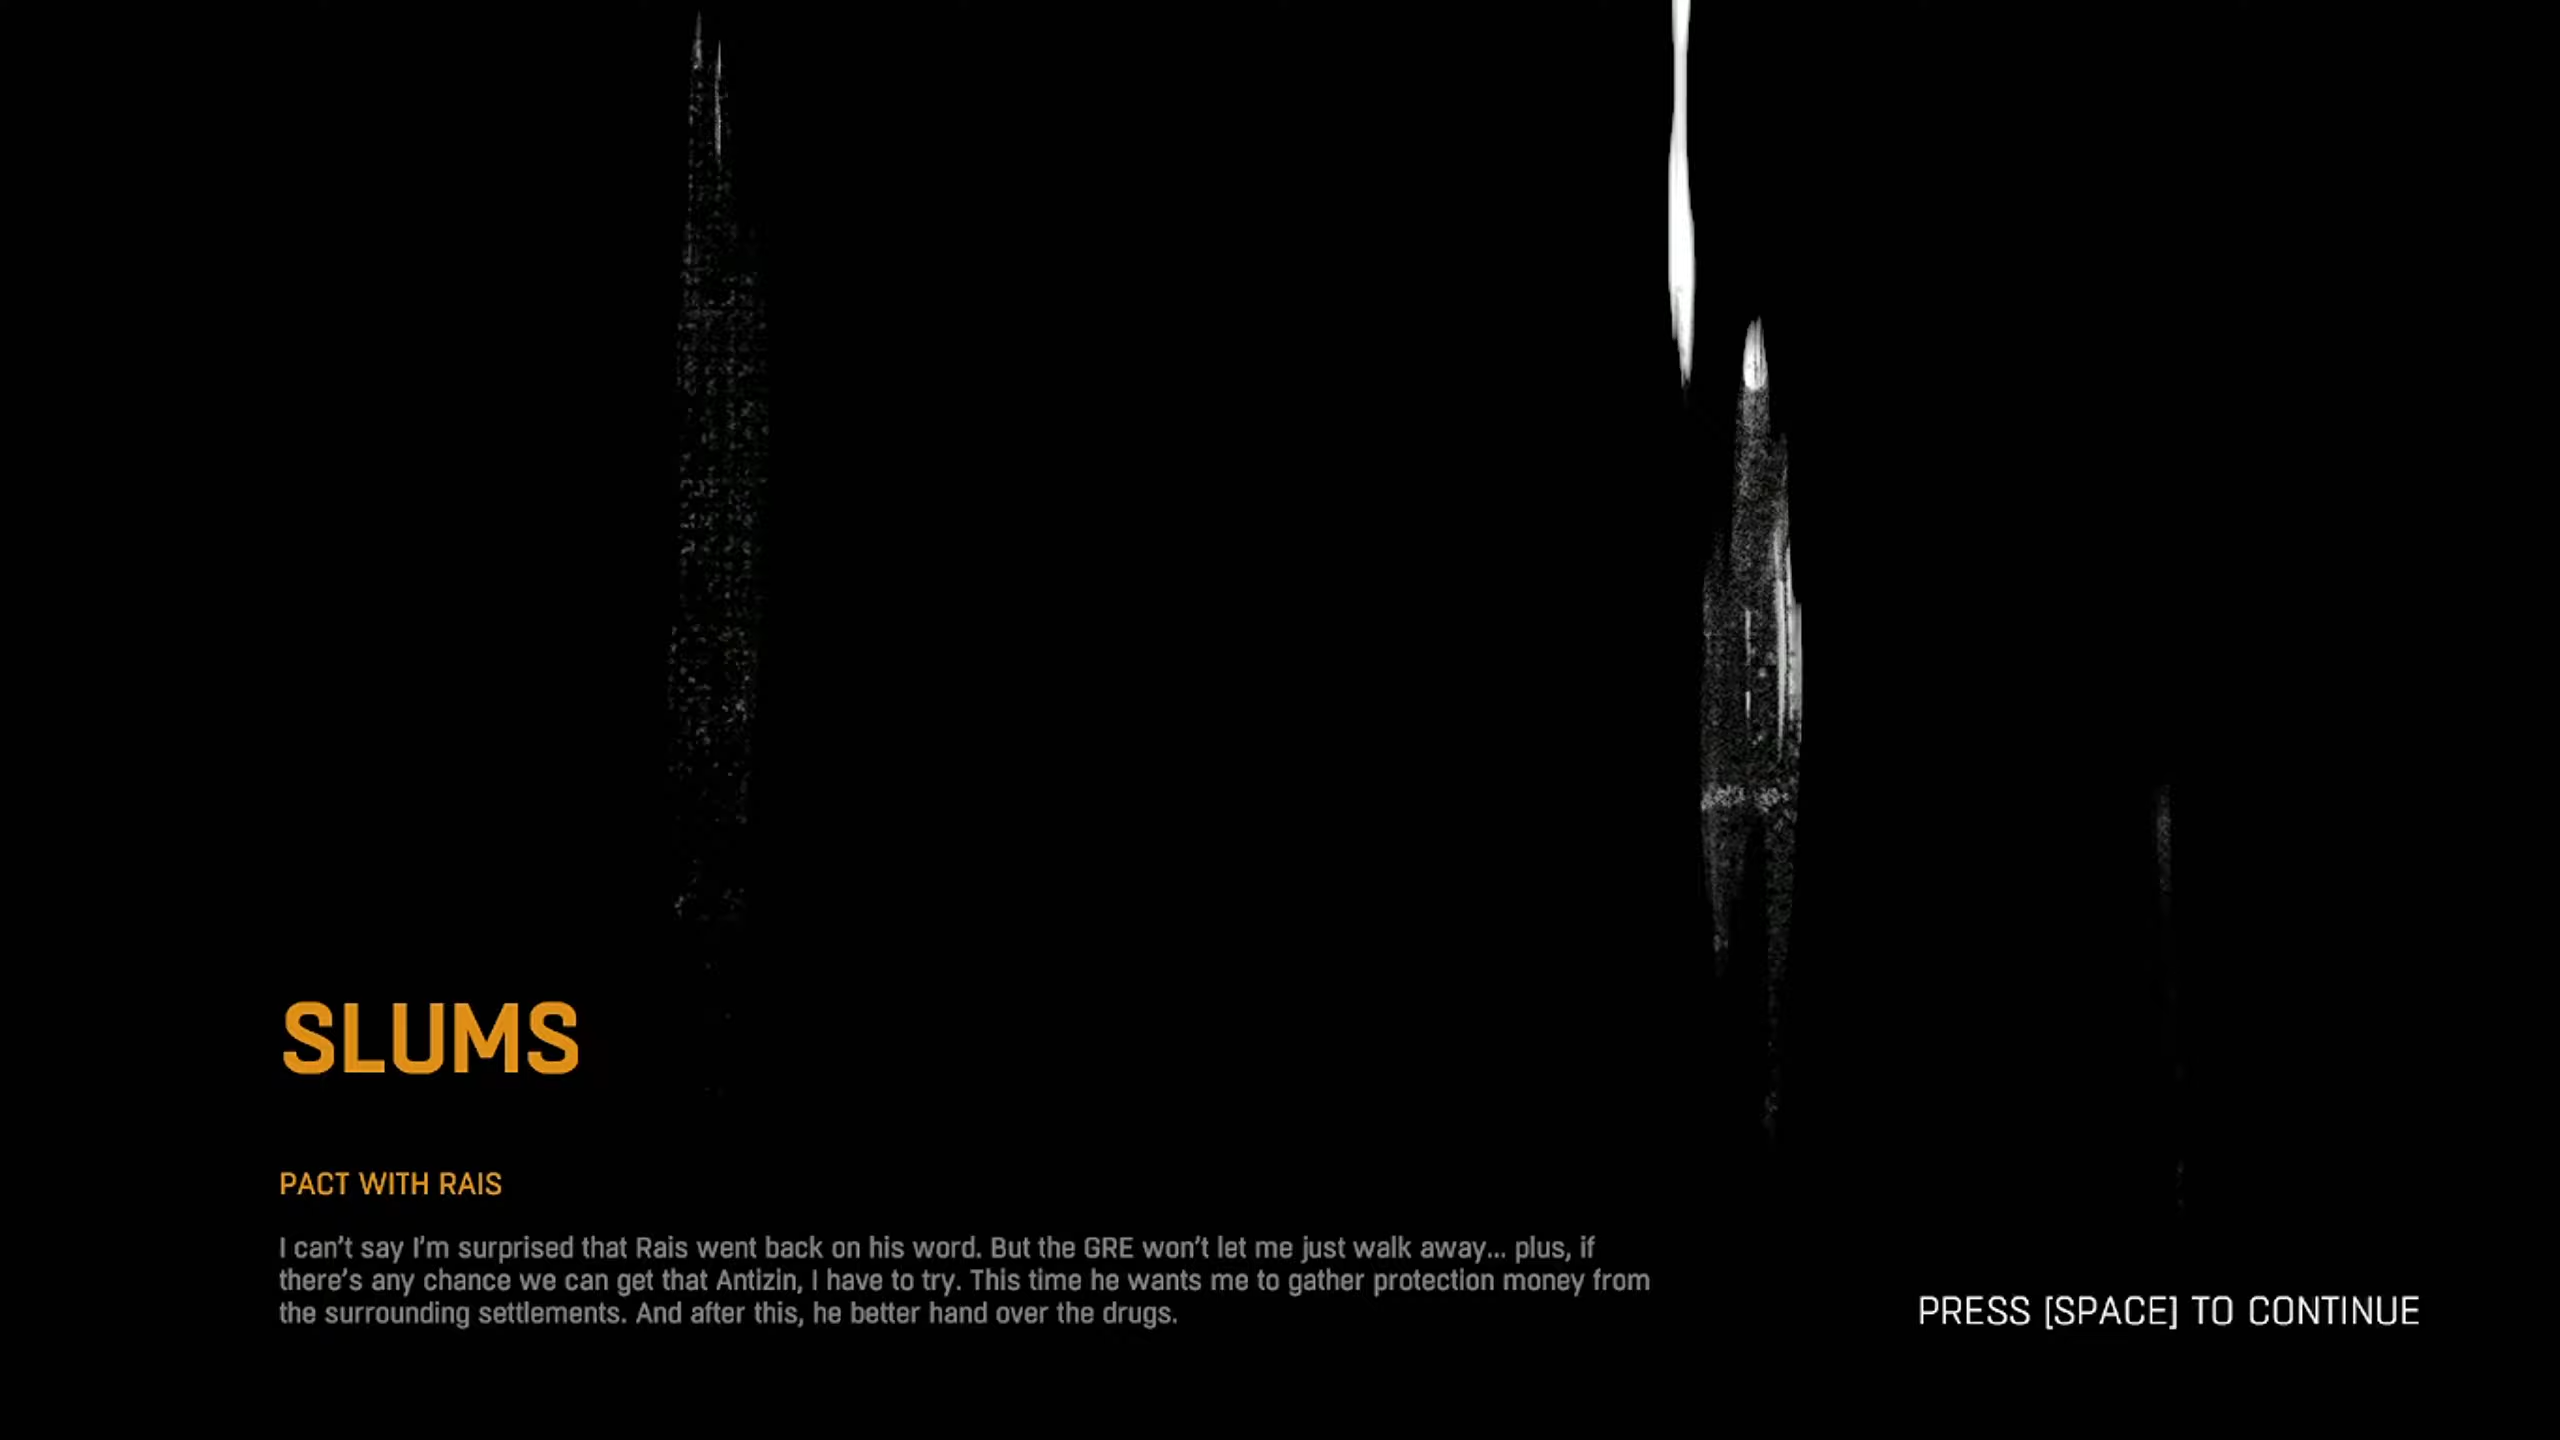 SLUMS
PACT WITH RAIS
I can't say I'm surprised that Rais went back on his word. But the GRE won't let me just walk away... plus, if
there's any chance we can get that Antizin, I have to try. This time he wants me to gather protection money from
the surrounding settlements. And after this, he better hand over the drugs.
PRESS [SPACE] TO CONTINUE